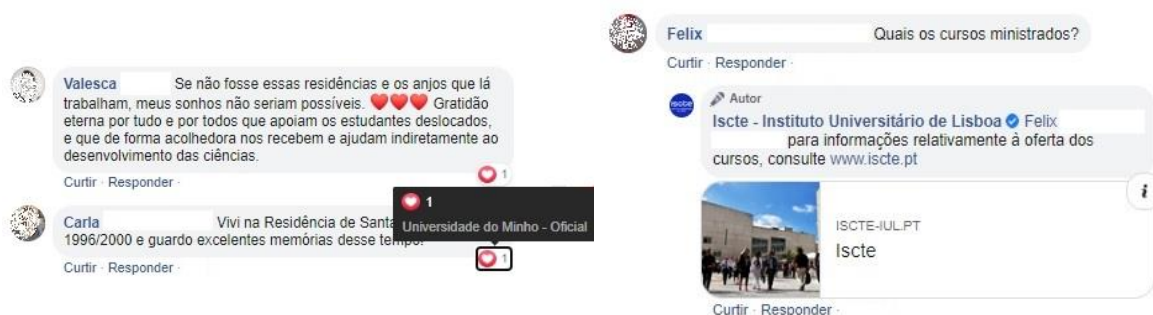 Valesca Se não fosse essas residências e os anjos que lá
trabalham, meus sonhos não seriam possíveis. ❤❤❤ Gratidão
eterna por tudo e por todos que apoiam os estudantes deslocados,
e que de forma acolhedora nos recebem e ajudam indiretamente ao
desenvolvimento das ciências.
1
Curtir · Responder ·
1
Universidade do Minho - Oficial
Carla Vivi na Residência de Santa
1996/2000 e guardo excelentes memórias desse tempo.
1
Curtir · Responder ·
Felix Quais os cursos ministrados?
Curtir · Responder ·
iscte
Autor
Iscte - Instituto Universitário de Lisboa Felix
para informações relativamente à oferta dos
cursos, consulte www.iscte.pt
i
ISCTE-IUL.PT
Iscte
Curtir · Responder ·